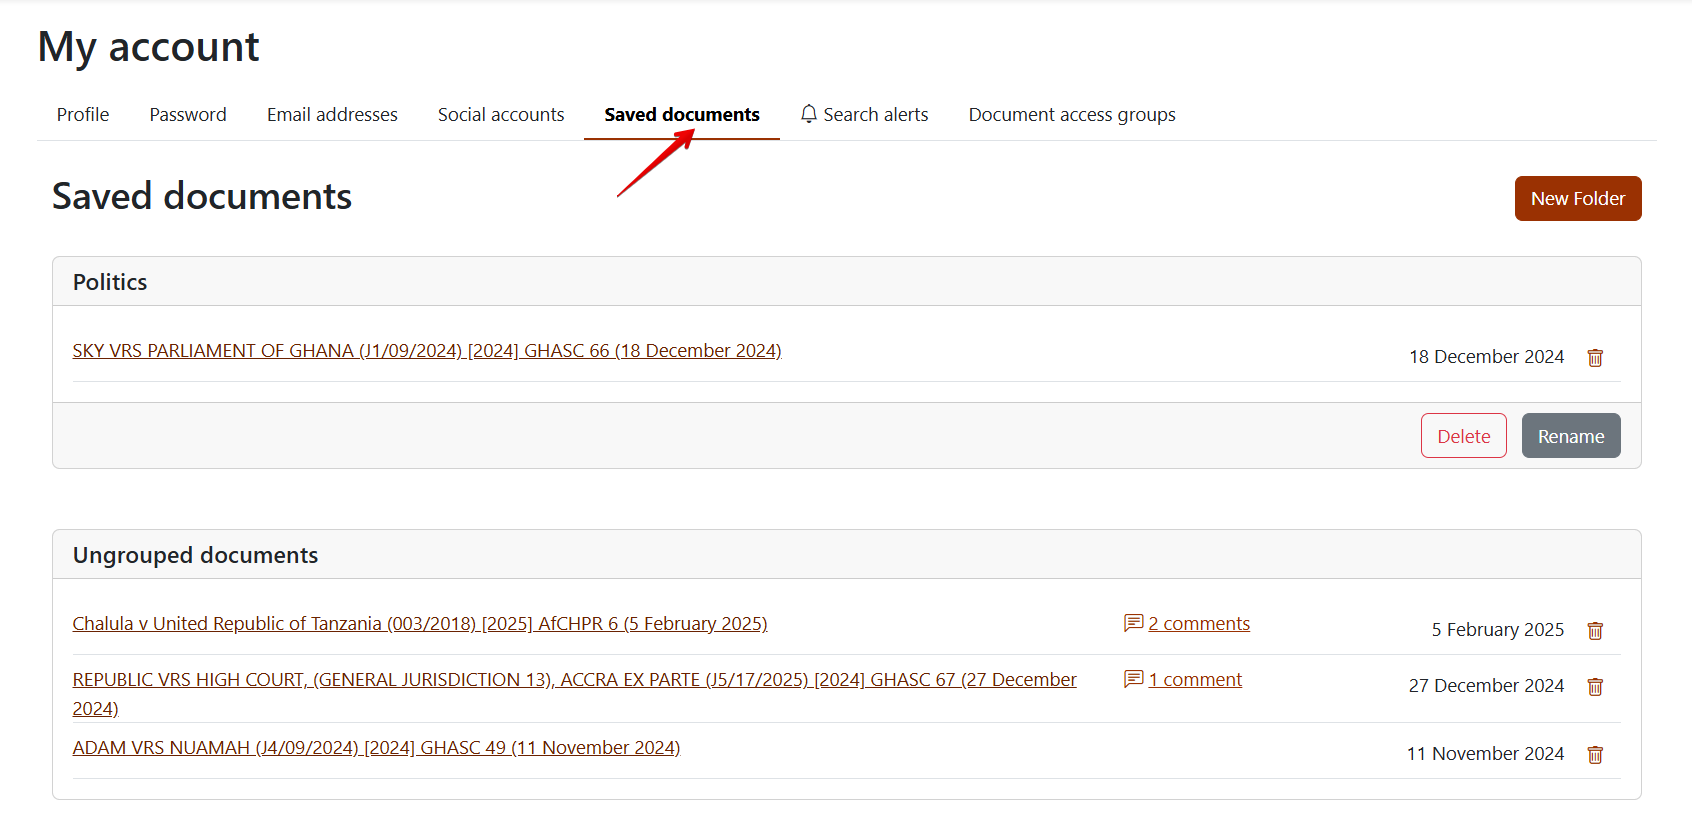 My account
Profile Password Email addresses Social accounts Saved documents Search alerts Document access groups
Saved documents
New Folder
Politics
SKY VRS PARLIAMENT OF GHANA (J1/09/2024) [2024] GHASC 66 (18 December 2024) 18 December 2024
Delete Rename
Ungrouped documents
Chalula v United Republic of Tanzania (003/2018) [2025] AfCHPR 6 (5 February 2025) 2 comments 5 February 2025
REPUBLIC VRS HIGH COURT, (GENERAL JURISDICTION 13), ACCRA EX PARTE (J5/17/2025) [2024] GHASC 67 (27 December 1 comment 27 December 2024
2024)
ADAM VRS NUAMAH (J4/09/2024) [2024] GHASC 49 (11 November 2024) 11 November 2024